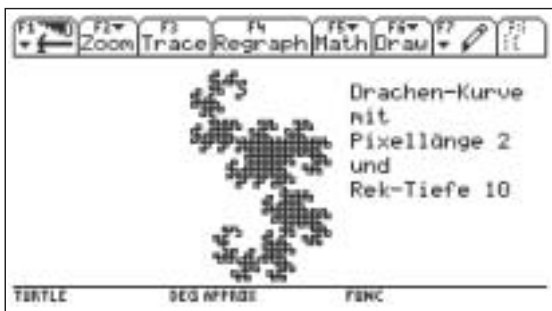 F1 F2 Zoom F3 Trace F4 Regraph F5 Math F6 Draw F7
Drachen-Kurve
mit
Pixellänge 2
und
Rek-Tiefe 10
TURTLE DEG APPROX FUNC